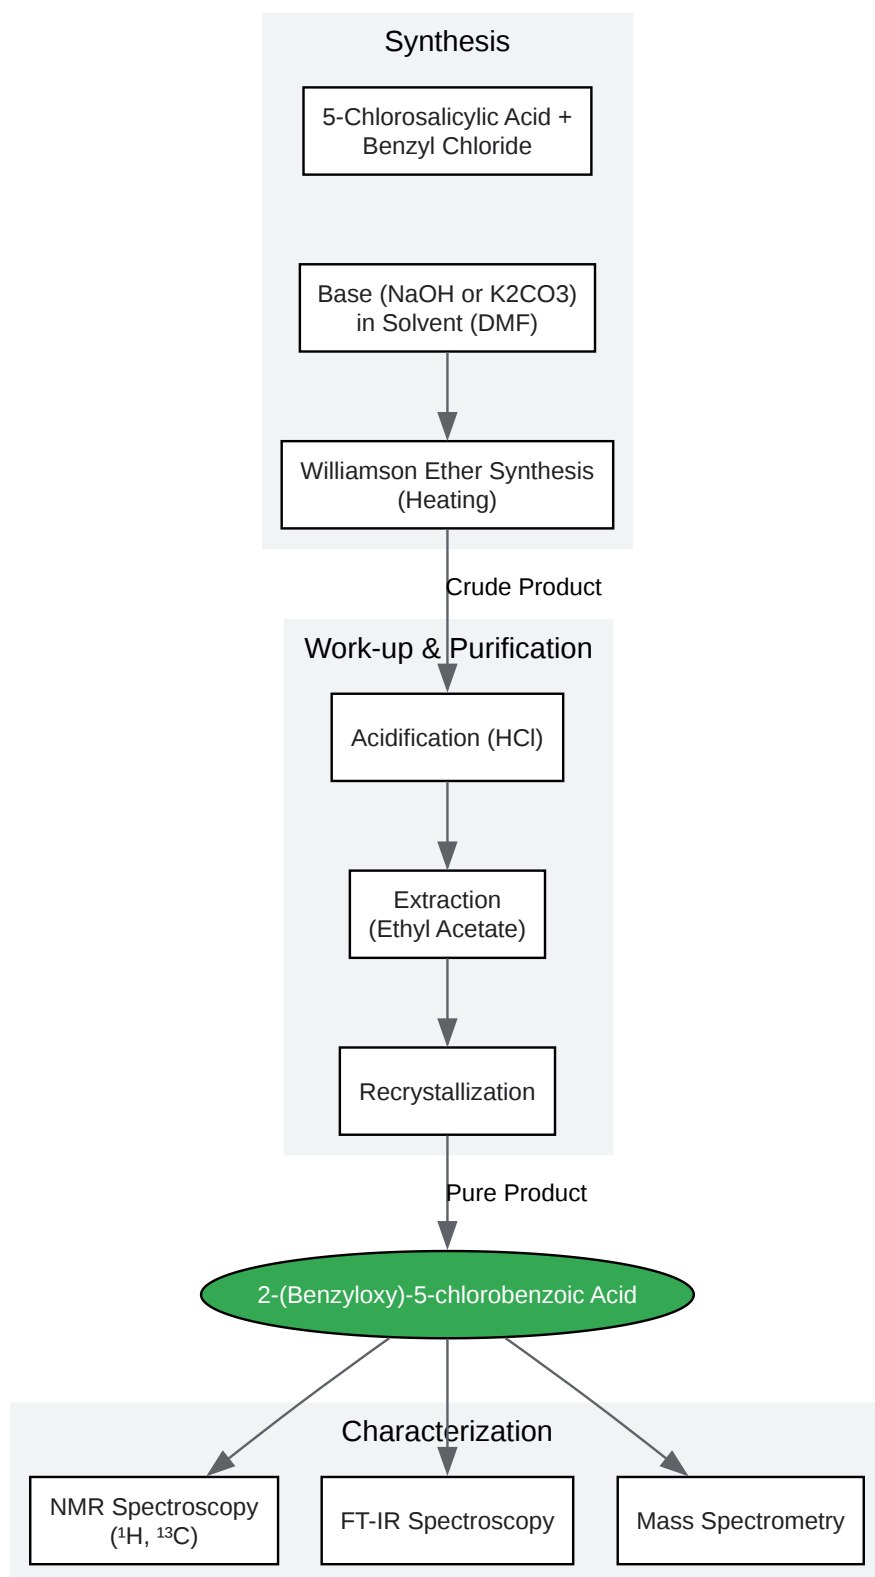 Synthesis
5-Chlorosalicylic Acid +
Benzyl Chloride
Base (NaOH or K2CO3)
in Solvent (DMF)
Williamson Ether Synthesis
(Heating)
Crude Product
Work-up & Purification
Acidification (HCl)
Extraction
(Ethyl Acetate)
Recrystallization
Pure Product
2-(Benzyloxy)-5-chlorobenzoic Acid
Characterization
NMR Spectroscopy
(¹H, ¹³C)
FT-IR Spectroscopy
Mass Spectrometry